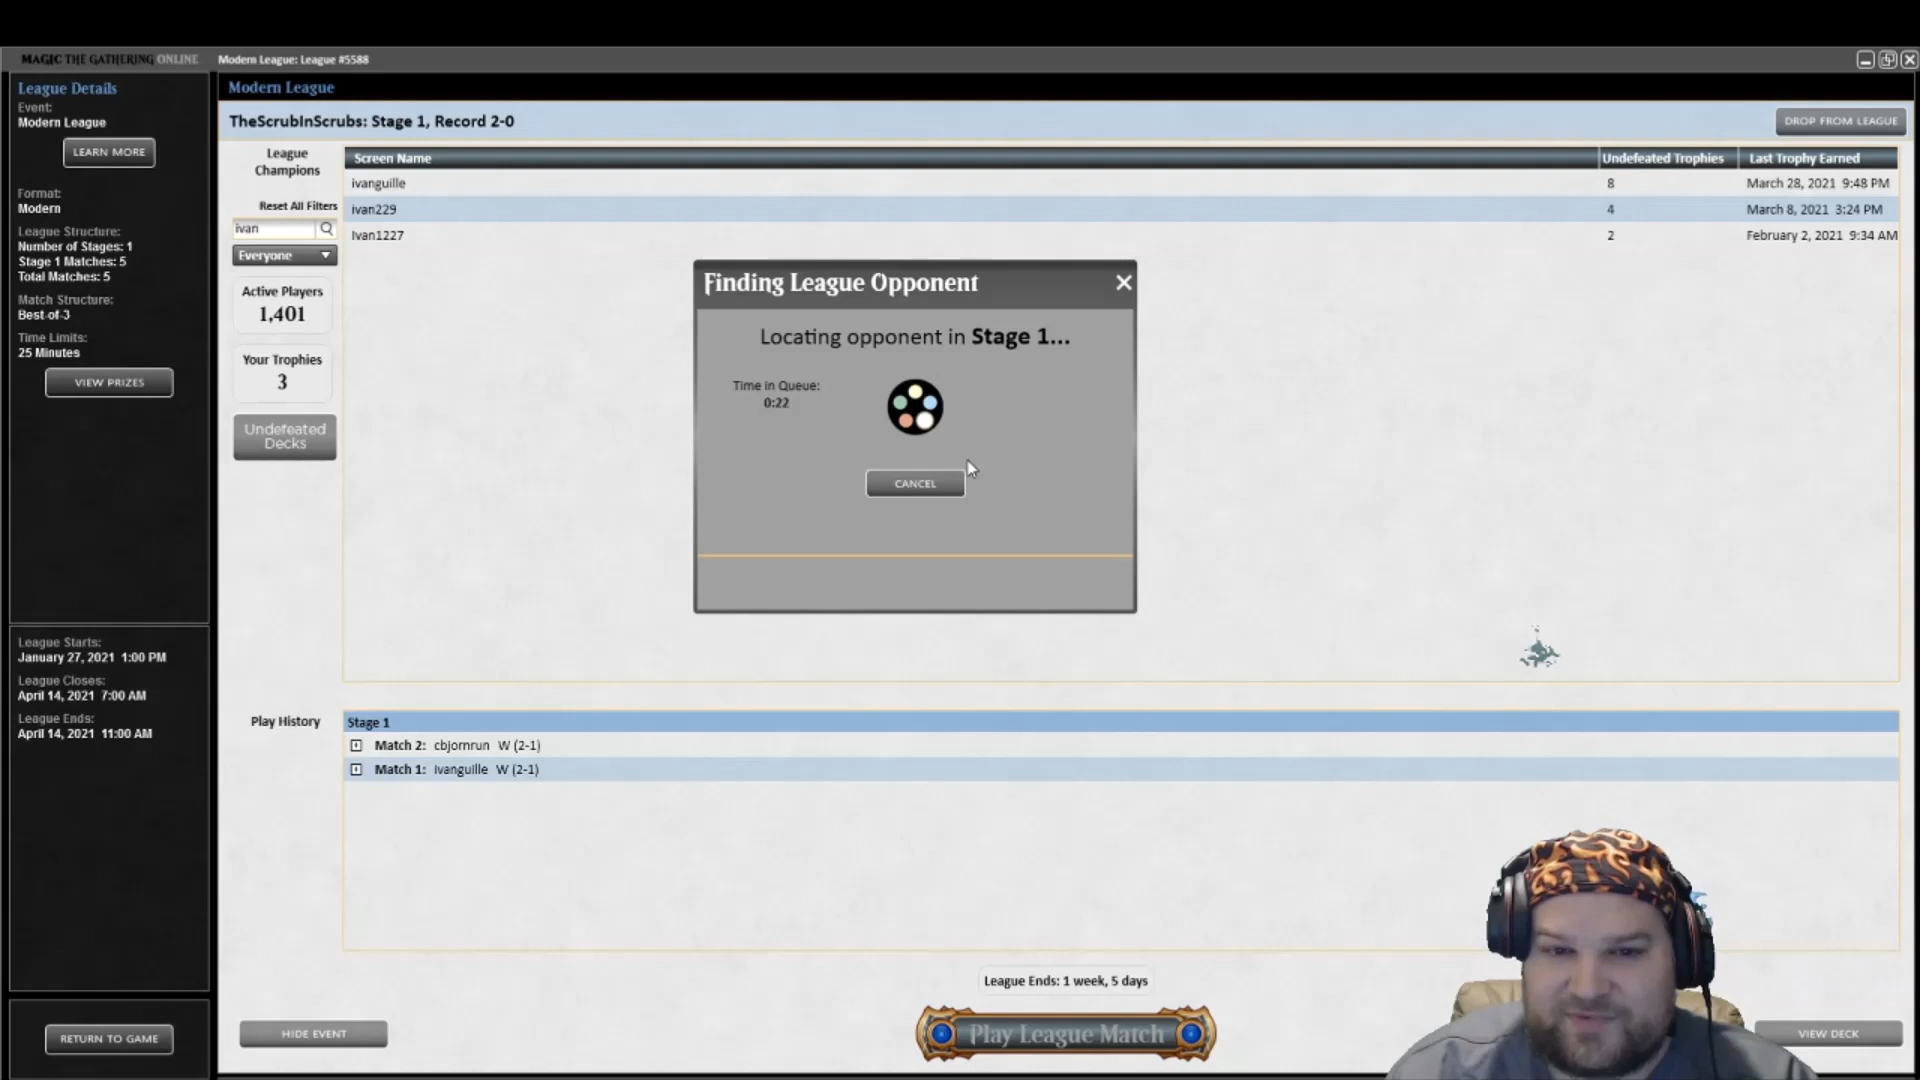 MAGIC THE GATHERING ONLINE
Modern League: League #5588
League Details
Event:
Modern League
LEARN MORE
Format:
Modern
League Structure:
Number of Stages: 1
Stage 1 Matches: 5
Total Matches: 5
Match Structure:
Best-of-3
Time Limits:
25 Minutes
VIEW PRIZES
League Starts:
January 27, 2021 1:00 PM
League Closes:
April 14, 2021 7:00 AM
League Ends:
April 14, 2021 11:00 AM
RETURN TO GAME
Modern League
TheScrubInScrubs: Stage 1, Record 2-0
DROP FROM LEAGUE
League
Champions
Reset All Filters
ivan
Everyone
Active Players
1,401
Your Trophies
3
Undefeated
Decks
Screen Name Undefeated Trophies Last Trophy Earned
ivanguille 8 March 28, 2021 9:48 PM
ivan229 4 March 8, 2021 3:24 PM
Ivan1227 2 February 2, 2021 9:34 AM
Finding League Opponent
Locating opponent in Stage 1...
Time in Queue:
0:22
CANCEL
Play History
Stage 1
Match 2: cbjornrun W (2-1)
Match 1: ivanguille W (2-1)
League Ends: 1 week, 5 days
HIDE EVENT
Play League Match
VIEW DECK